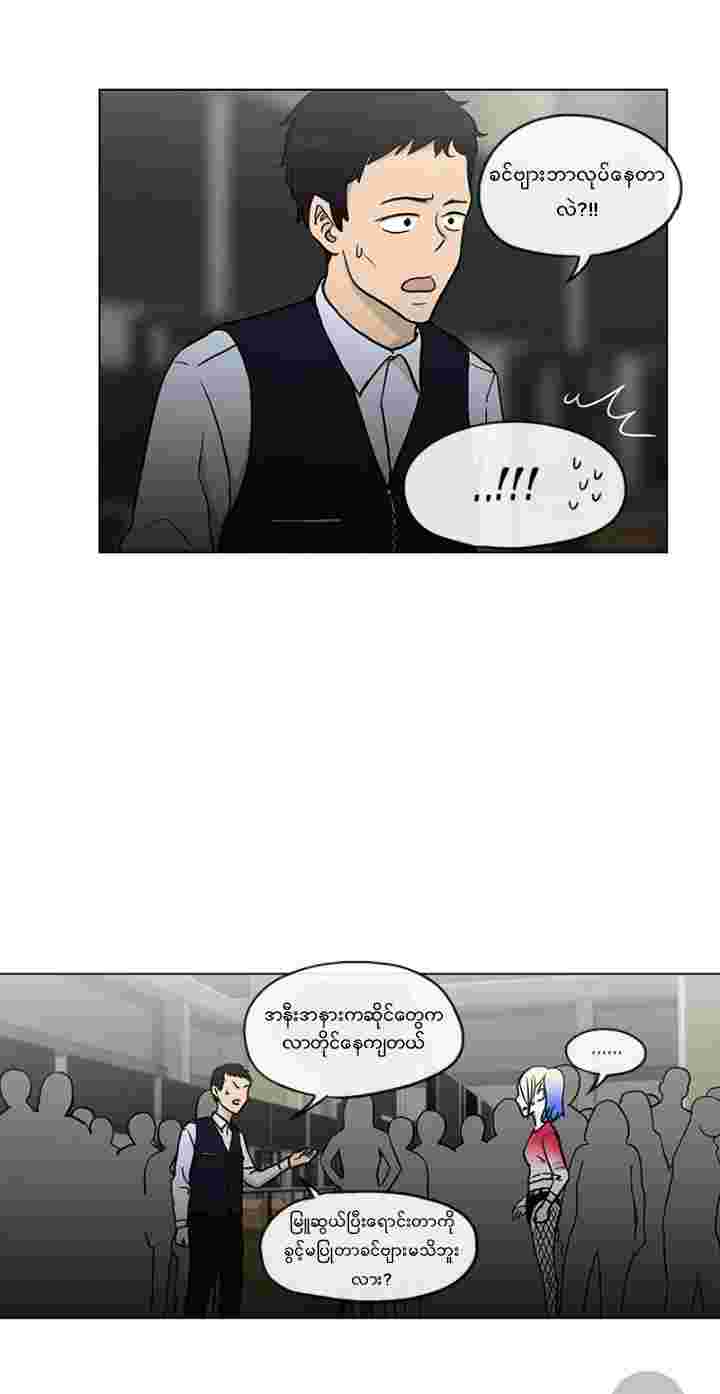 ခင်ဗျားဘာလုပ်နေတာ
လဲ?!!
..!!!
အနီးအနားကဆိုင်တွေက
လာတိုင်နေကျတယ်
......
မြူဆွယ်ပြီးရောင်းတာကို
ခွင့်မပြုတာခင်ဗျားမသိဘူး
လား?